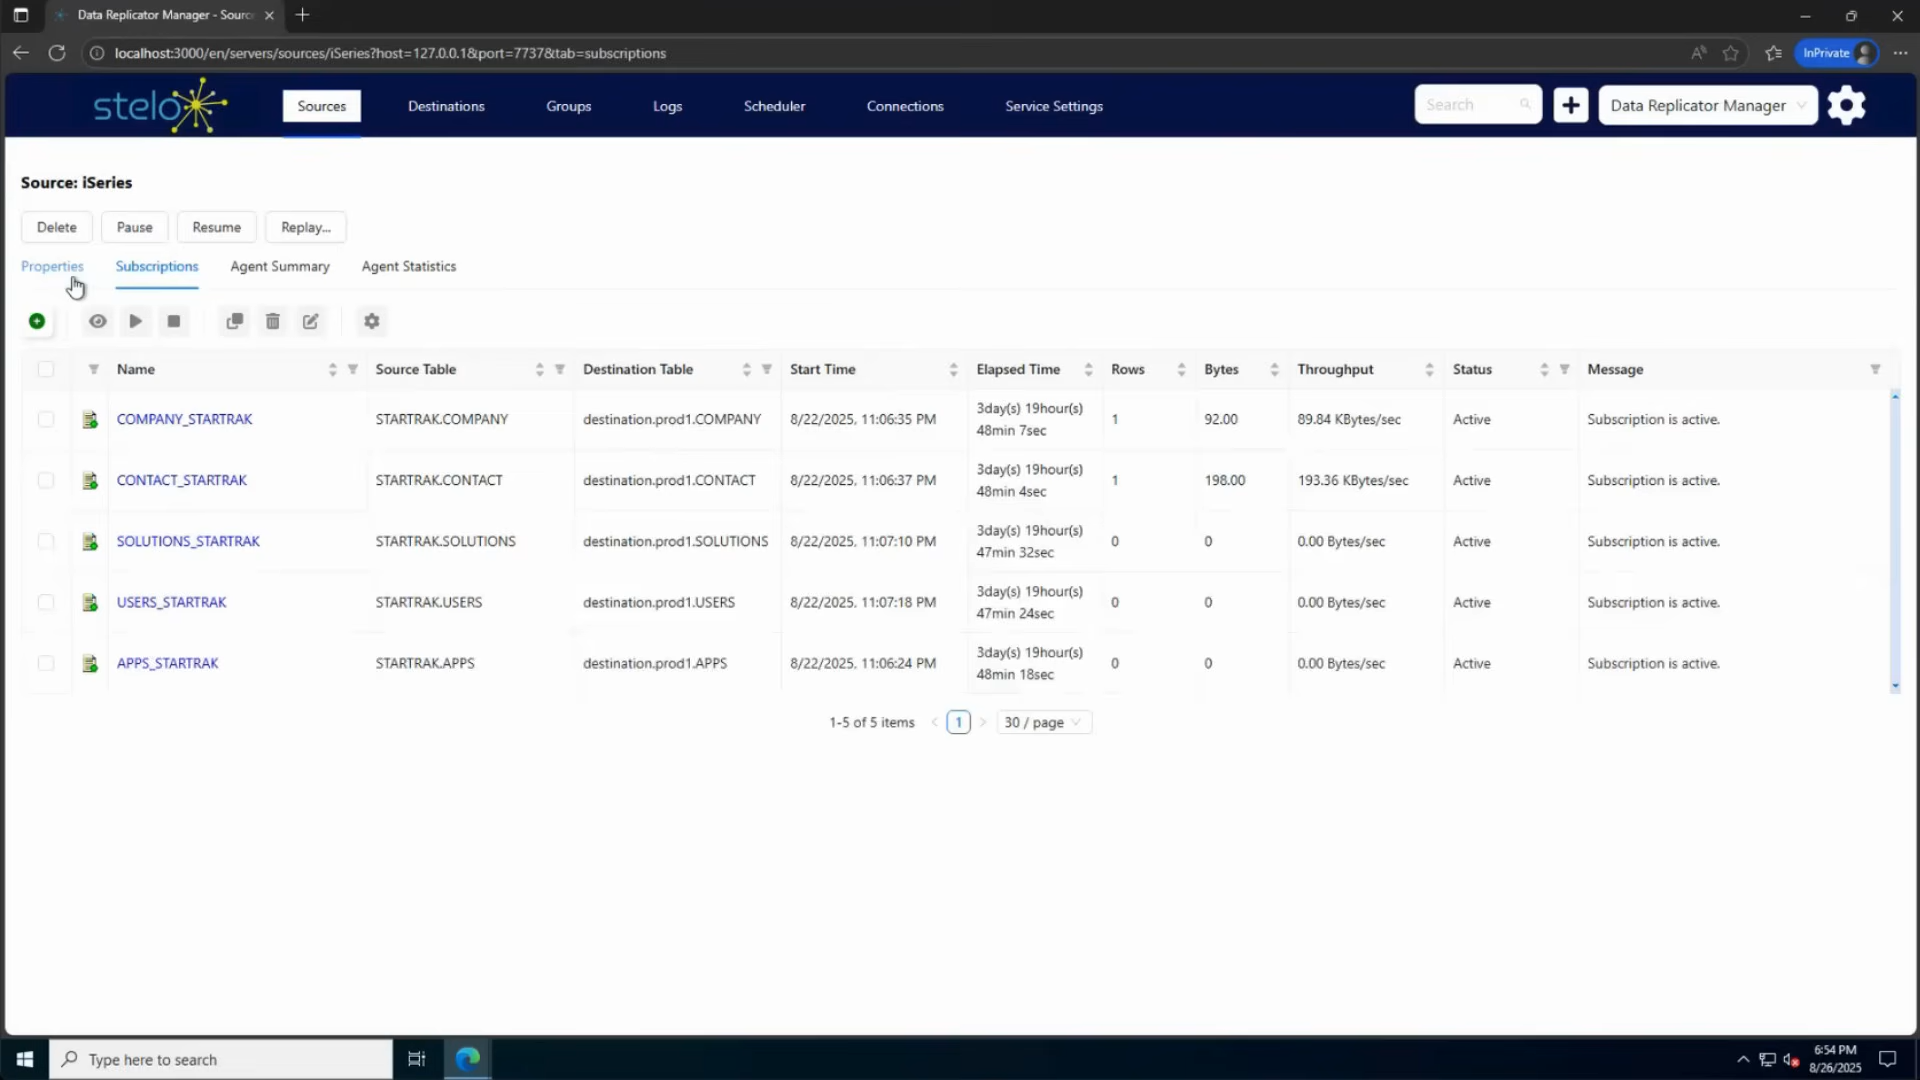 Data Replicator Manager - Sourc
localhost:3000/en/servers/sources/iSeries?host=127.0.0.1&port=7737&tab=subscriptions
InPrivate
stelo
Sources
Destinations
Groups
Logs
Scheduler
Connections
Service Settings
Search
Data Replicator Manager
Source: iSeries
Delete
Pause
Resume
Replay...
Properties
Subscriptions
Agent Summary
Agent Statistics
Name Source Table Destination Table Start Time Elapsed Time Rows Bytes Throughput Status Message
COMPANY_STARTRAK STARTRAK.COMPANY destination.prod1.COMPANY 8/22/2025, 11:06:35 PM 3day(s) 19hour(s) 1 92.00 89.84 KBytes/sec Active Subscription is active.
48min 7sec
CONTACT_STARTRAK STARTRAK.CONTACT destination.prod1.CONTACT 8/22/2025, 11:06:37 PM 3day(s) 19hour(s) 1 198.00 193.36 KBytes/sec Active Subscription is active.
48min 4sec
SOLUTIONS_STARTRAK STARTRAK.SOLUTIONS destination.prod1.SOLUTIONS 8/22/2025, 11:07:10 PM 3day(s) 19hour(s) 0 0 0.00 Bytes/sec Active Subscription is active.
47min 32sec
USERS_STARTRAK STARTRAK.USERS destination.prod1.USERS 8/22/2025, 11:07:18 PM 3day(s) 19hour(s) 0 0 0.00 Bytes/sec Active Subscription is active.
47min 24sec
APPS_STARTRAK STARTRAK.APPS destination.prod1.APPS 8/22/2025, 11:06:24 PM 3day(s) 19hour(s) 0 0 0.00 Bytes/sec Active Subscription is active.
48min 18sec
1-5 of 5 items < 1 > 30 / page
Type here to search
6:54 PM
8/26/2025